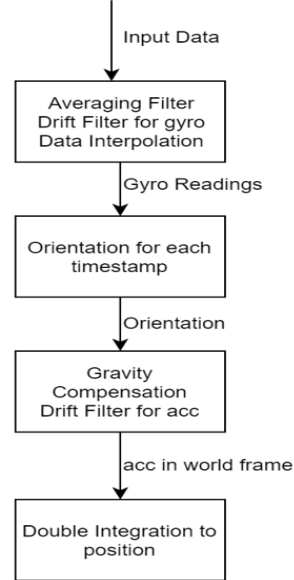 Input Data
Averaging Filter
Drift Filter for gyro
Data Interpolation
Gyro Readings
Orientation for each
timestamp
Orientation
Gravity
Compensation
Drift Filter for acc
acc in world frame
Double Integration to
position